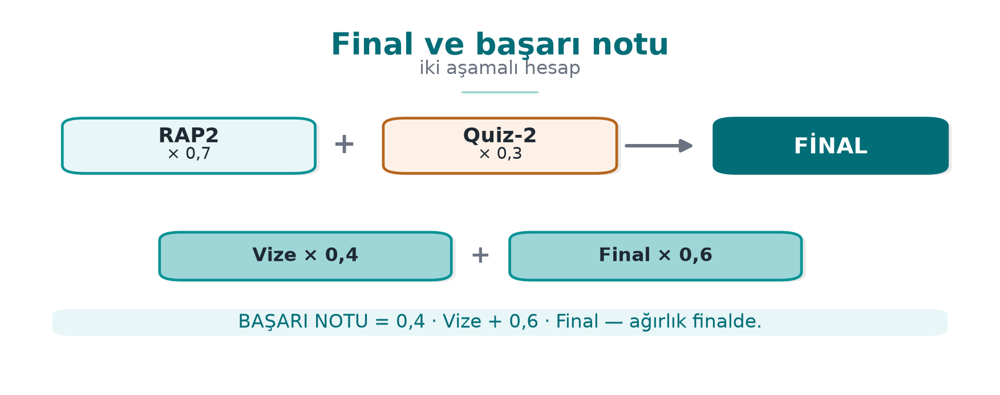 Final ve başarı notu
iki aşamalı hesap
RAP2
× 0,7
+
Quiz-2
× 0,3
FİNAL
Vize × 0,4
+
Final × 0,6
BAŞARI NOTU = 0,4 · Vize + 0,6 · Final — ağırlık finalde.